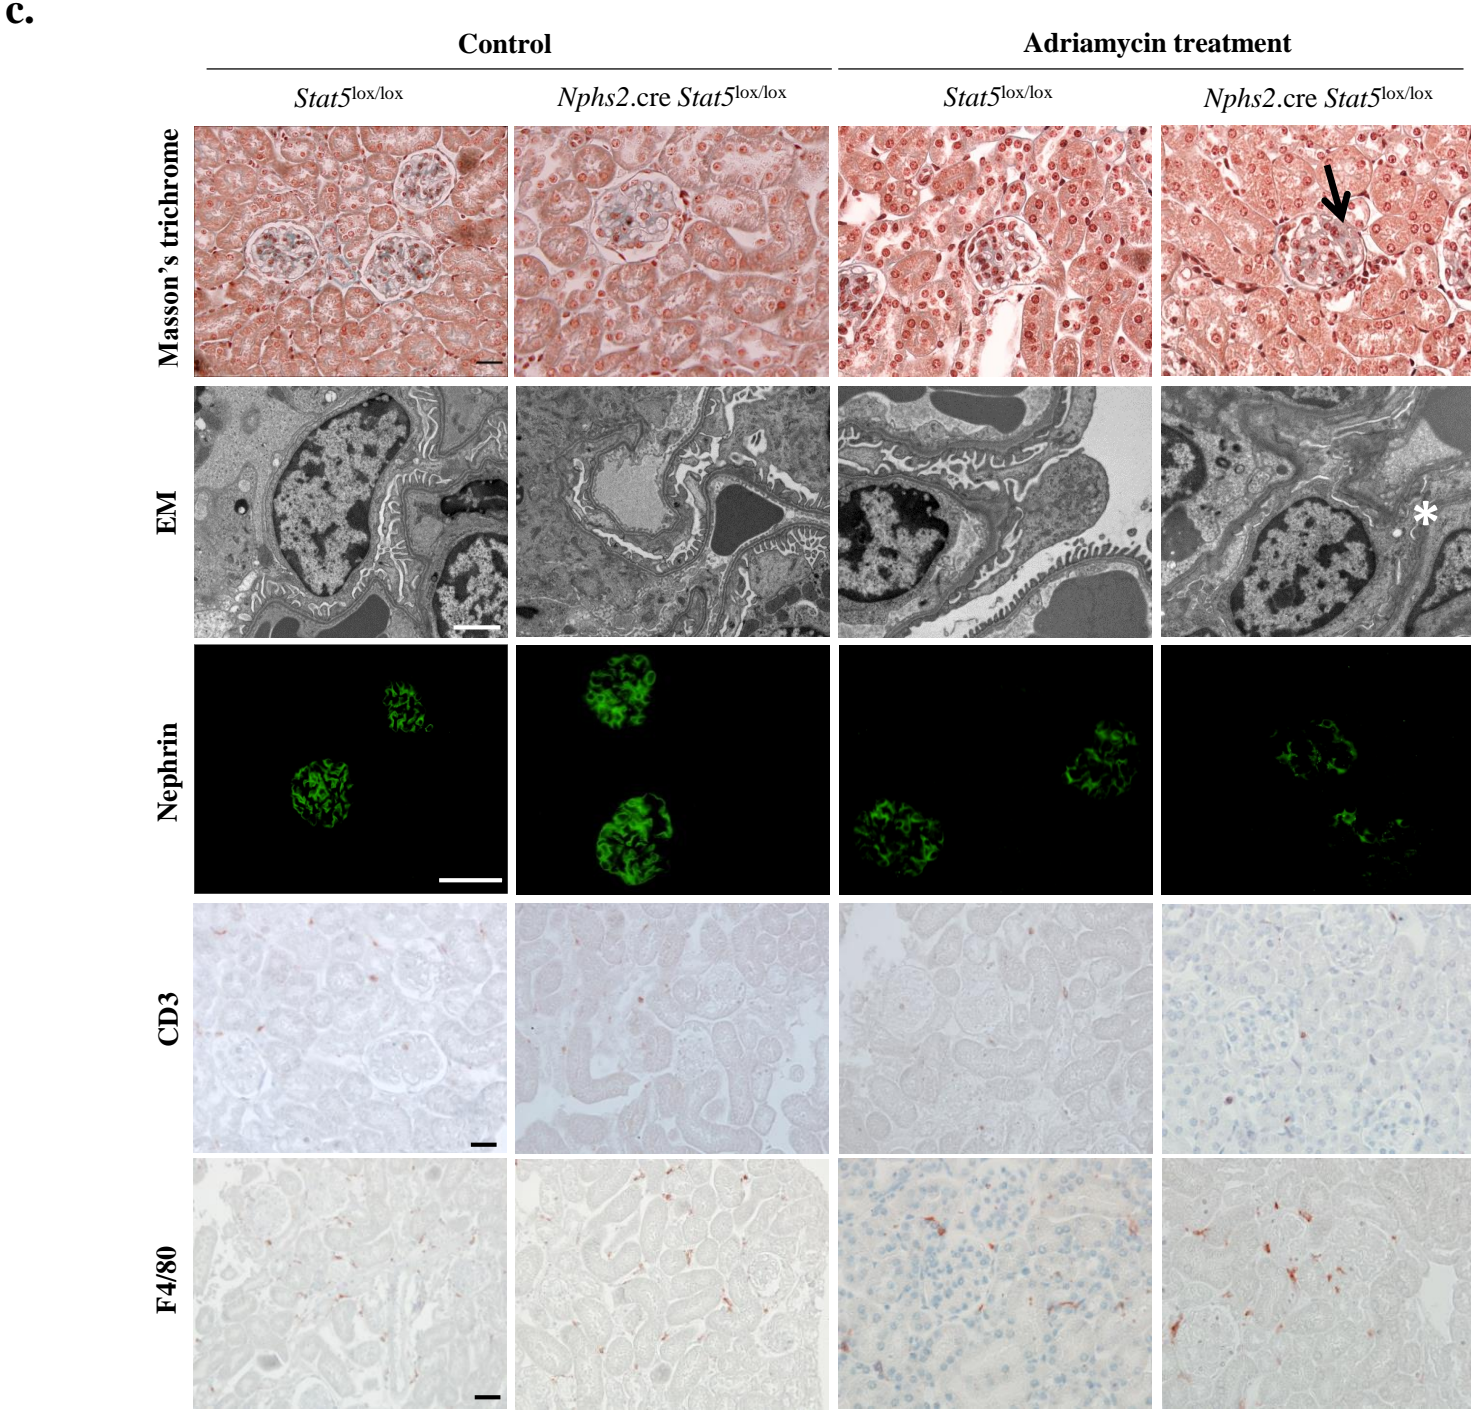 c.
Control Adriamycin treatment
Stat5lox/lox Nphs2.cre Stat5lox/lox Stat5lox/lox Nphs2.cre Stat5lox/lox
Masson's trichrome
EM
*
Nephrin
CD3
F4/80